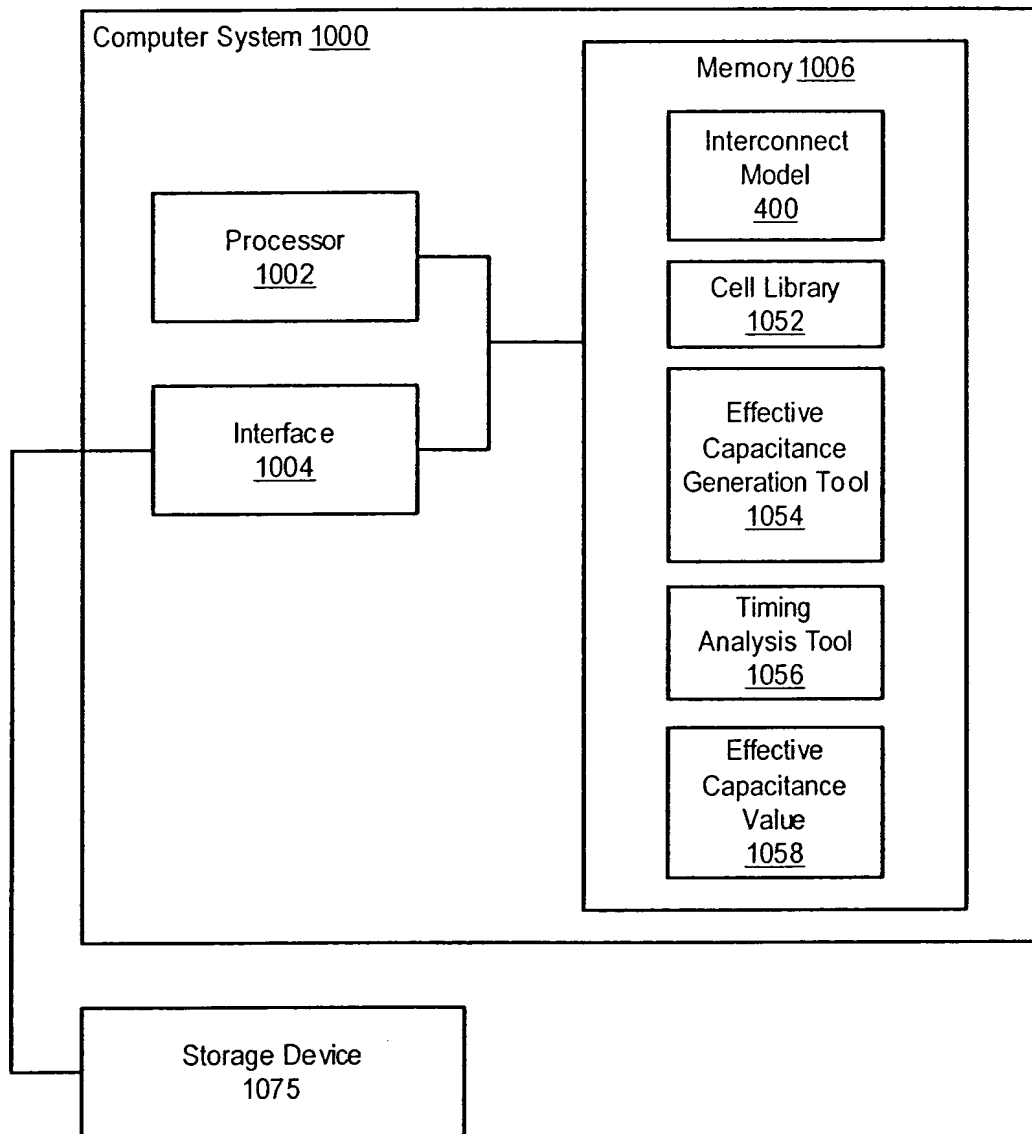 Computer System 1000
Memory 1006
Interconnect
Model
400
Processor
1002
Cell Library
1052
Effective
Capacitance
Generation Tool
1054
Interface
1004
Timing
Analysis Tool
1056
Effective
Capacitance
Value
1058
Storage Device
1075